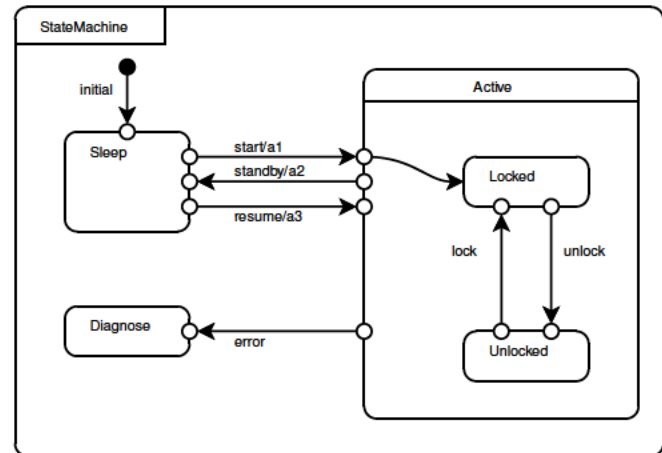 StateMachine
initial
Active
Sleep
start/a1
standby/a2
resume/a3
Locked
lock
unlock
Diagnose
error
Unlocked